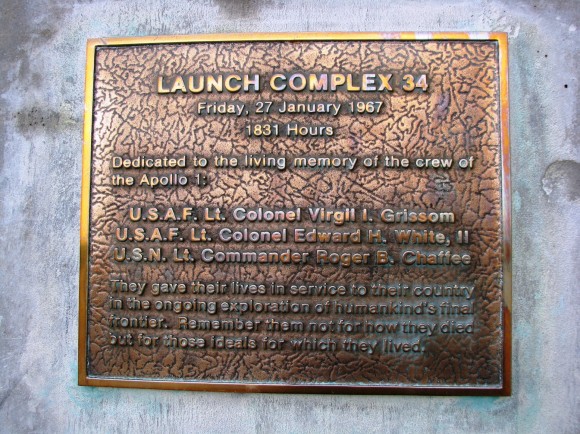 LAUNCH COMPLEX 34
Friday, 27 January 1967
1831 Hours
Dedicated to the living memory of the crew of
the Apollo 1:
U.S.A.F. Lt. Colonel Virgil I. Grissom
U.S.A.F. Lt. Colonel Edward H. White, II
U.S.N. Lt. Commander Roger B. Chaffee
They gave their lives in service to their country
in the ongoing exploration of humankind's final
frontier. Remember them not for how they died
but for those ideals for which they lived.